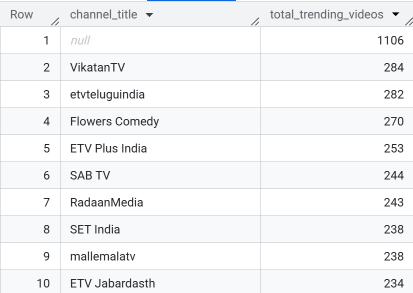 Row channel_title total_trending_videos
1 null 1106
2 VikatanTV 284
3 etvteluguindia 282
4 Flowers Comedy 270
5 ETV Plus India 253
6 SAB TV 244
7 RadaanMedia 243
8 SET India 238
9 mallemalatv 238
10 ETV Jabardasth 234